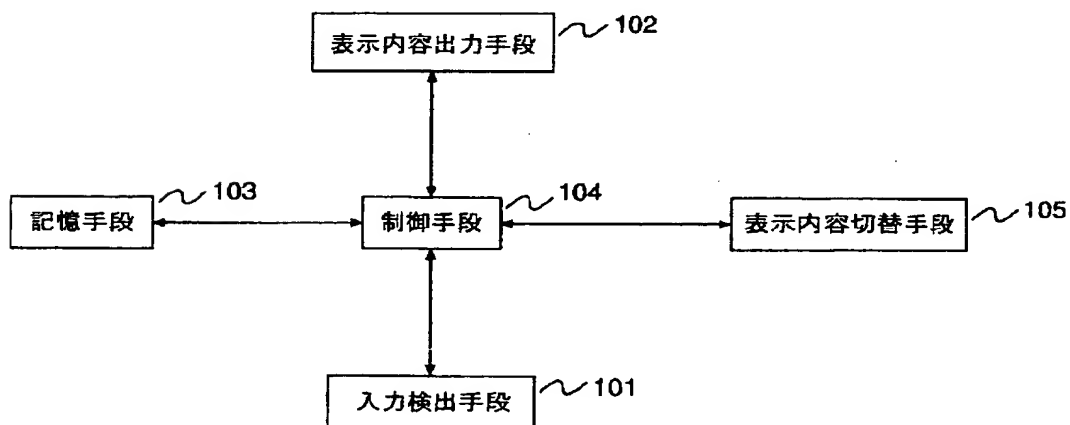 表示内容出力手段 102
記憶手段 103
制御手段 104
表示内容切替手段 105
入力検出手段 101